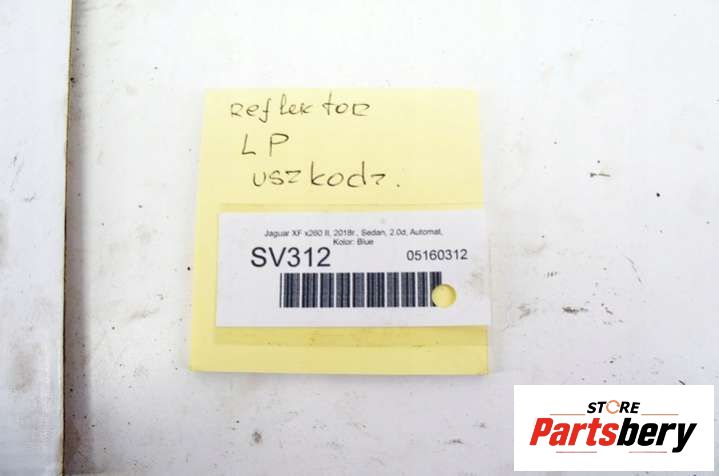 Reflektor
LP
uszkodz.
Jaguar XF x260 II, 2018r., Sedan, 2.0d, Automat,
Kolor: Blue
SV312 05160312
STORE
Partsbery